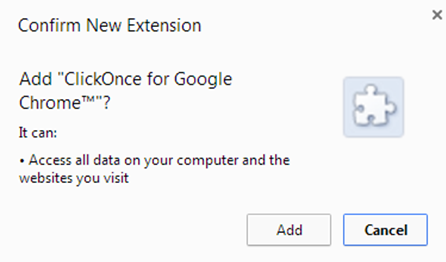 Confirm New Extension
Add "ClickOnce for Google
Chrome™"?
It can:
• Access all data on your computer and the
websites you visit
Add
Cancel